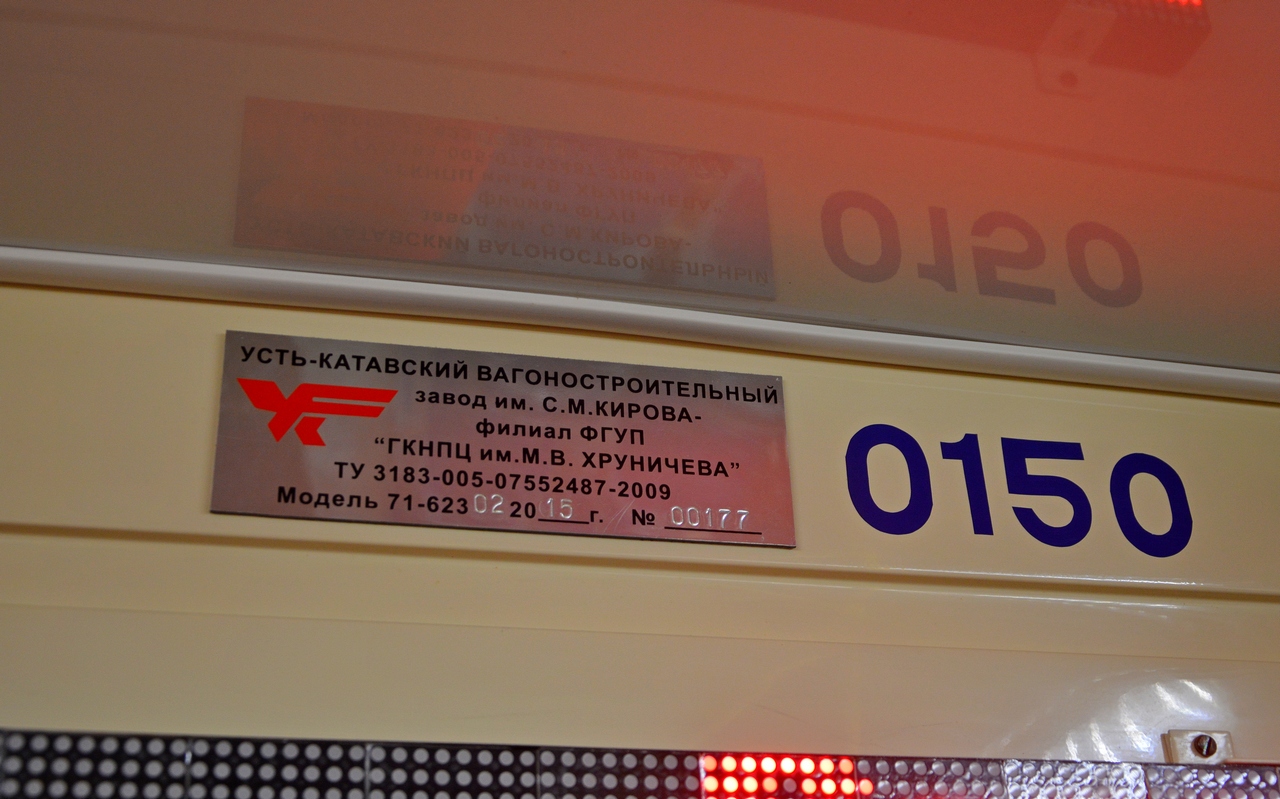 УСТЬ-КАТАВСКИЙ ВАГОНОСТРОИТЕЛЬНЫЙ
завод им. С.М.КИРОВА-
филиал ФГУП
“ГКНПЦ им.М.В. ХРУНИЧЕВА”
ТУ 3183-005-07552487-2009
Модель 71-623 02 20 15 г. № 00177
0150